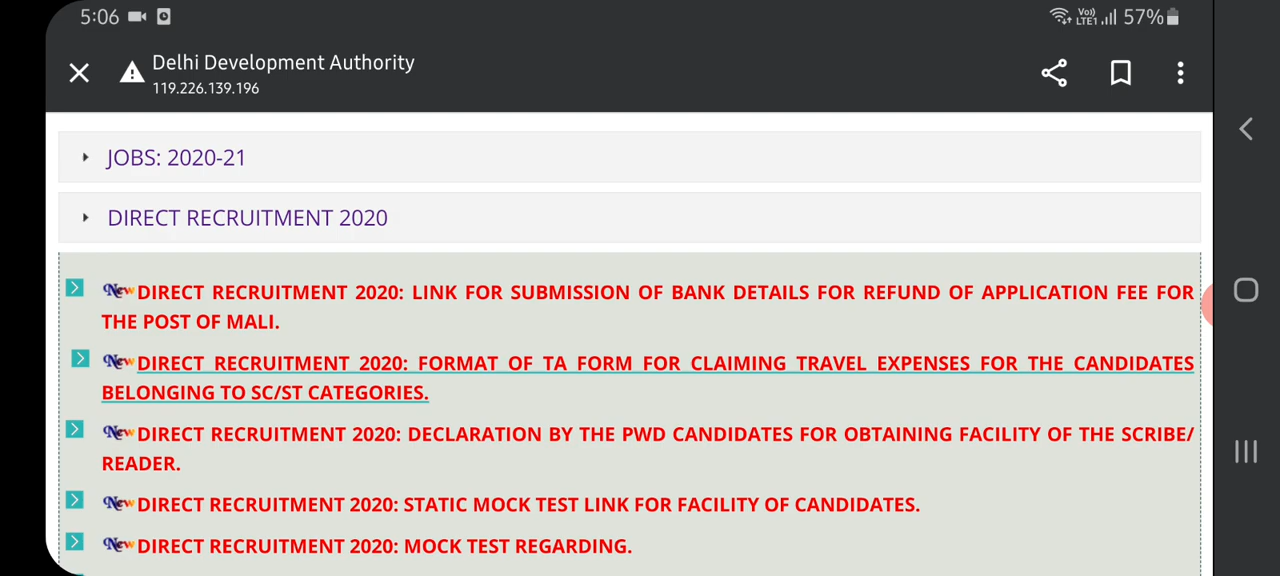 5:06 Vo)) LTE1 57%
Delhi Development Authority
119.226.139.196
JOBS: 2020-21
DIRECT RECRUITMENT 2020
New DIRECT RECRUITMENT 2020: LINK FOR SUBMISSION OF BANK DETAILS FOR REFUND OF APPLICATION FEE FOR
THE POST OF MALI.
New DIRECT RECRUITMENT 2020: FORMAT OF TA FORM FOR CLAIMING TRAVEL EXPENSES FOR THE CANDIDATES
BELONGING TO SC/ST CATEGORIES.
New DIRECT RECRUITMENT 2020: DECLARATION BY THE PWD CANDIDATES FOR OBTAINING FACILITY OF THE SCRIBE/
READER.
New DIRECT RECRUITMENT 2020: STATIC MOCK TEST LINK FOR FACILITY OF CANDIDATES.
New DIRECT RECRUITMENT 2020: MOCK TEST REGARDING.